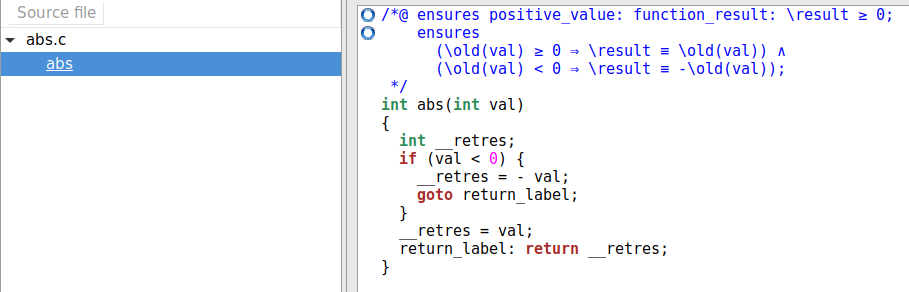 Source file
abs.c
abs
/*@ ensures positive_value: function_result: \result ≥ 0;
    ensures
      (\old(val) ≥ 0 ⇒ \result ≡ \old(val)) ∧
      (\old(val) < 0 ⇒ \result ≡ -\old(val));
 */
int abs(int val)
{
  int __retres;
  if (val < 0) {
    __retres = - val;
    goto return_label;
  }
  __retres = val;
  return_label: return __retres;
}